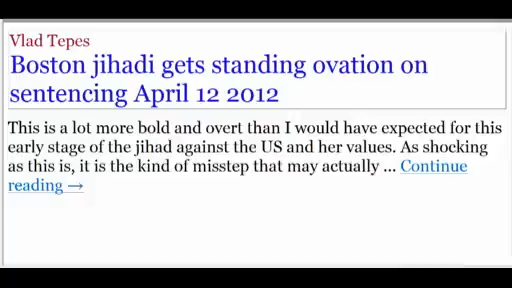 Vlad Tepes
Boston jihadi gets standing ovation on
sentencing April 12 2012
This is a lot more bold and overt than I would have expected for this
early stage of the jihad against the US and her values. As shocking
as this is, it is the kind of misstep that may actually ... Continue
reading →